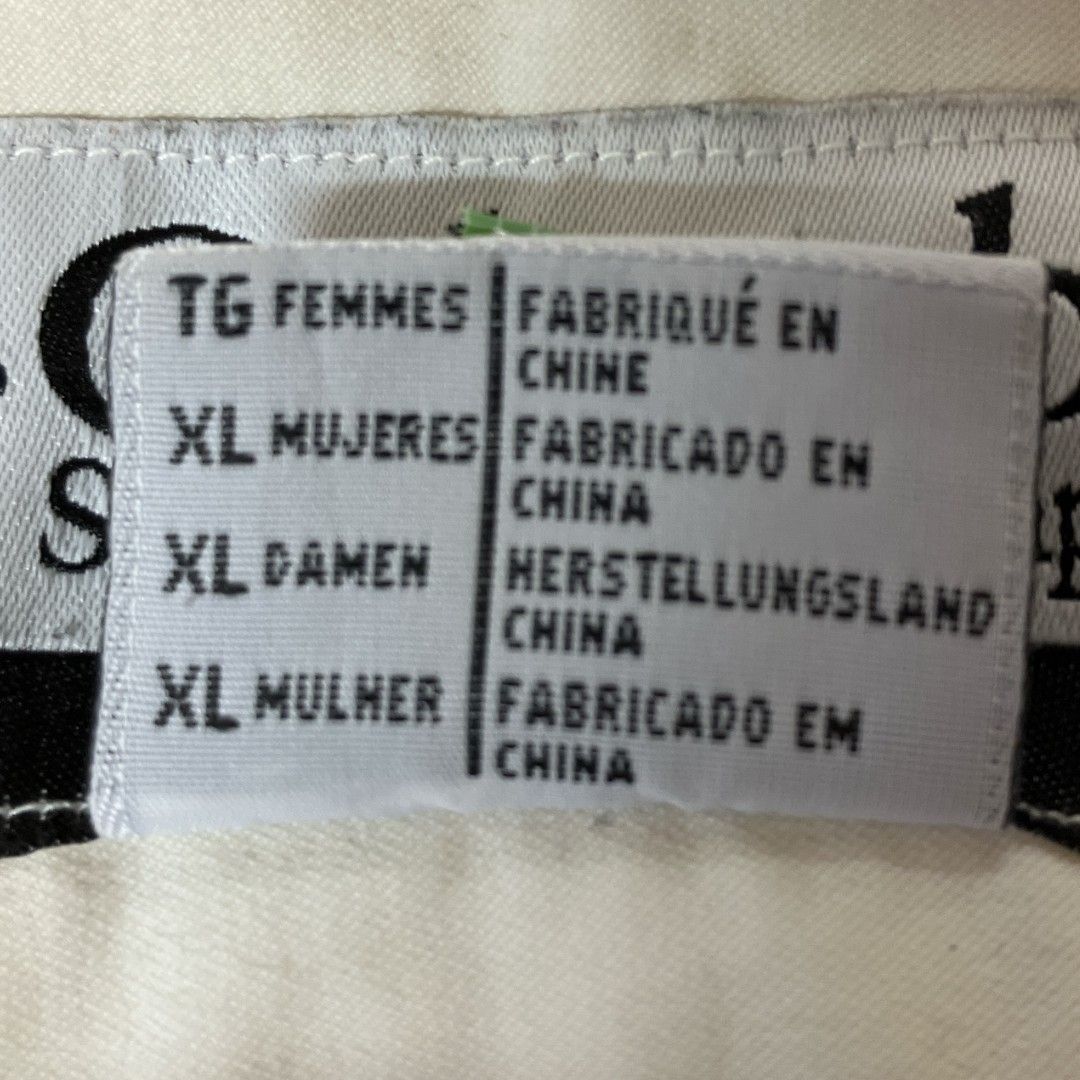 TG FEMMES
FABRIQUÉ EN
CHINE
XL MUJERES
FABRICADO EN
CHINA
XL DAMEN
HERSTELLUNGSLAND
CHINA
XL MULHER
FABRICADO EM
CHINA